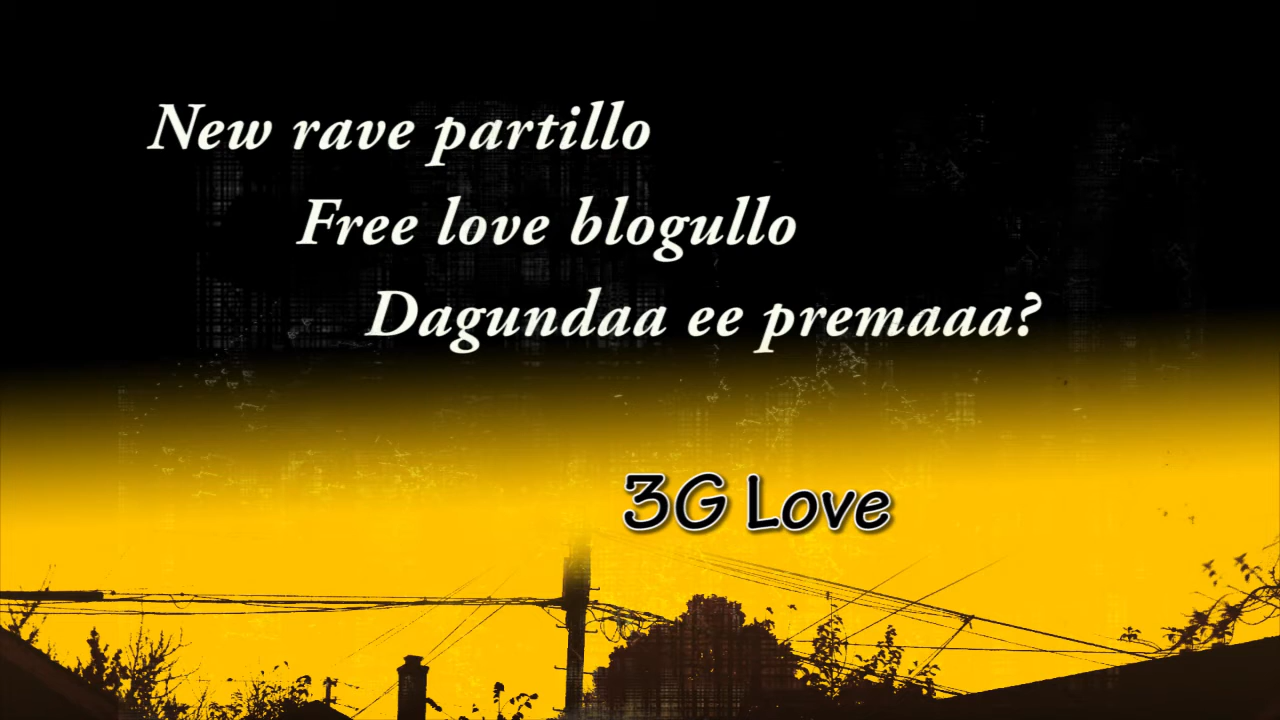 New rave partillo
Free love blogullo
Dagundaa ee premaaa?
3G Love